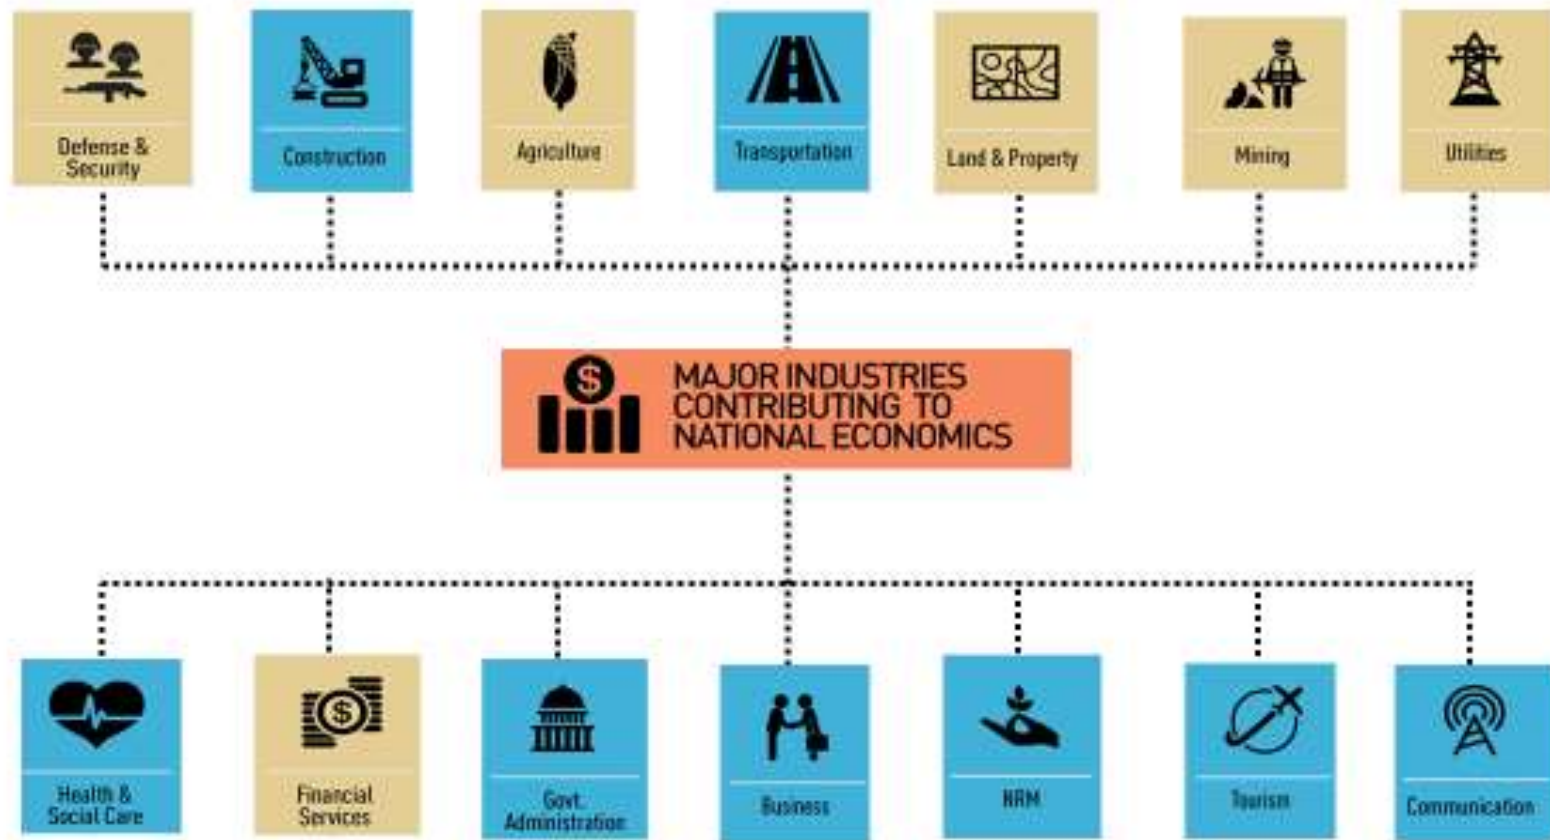 Defense &
Security
Construction
Agriculture
Transportation
Land & Property
Mining
Utilities
$
MAJOR INDUSTRIES
CONTRIBUTING TO
NATIONAL ECONOMICS
$
Health &
Social Care
Financial
Services
Govt.
Administration
Business
NRM
Tourism
Communication